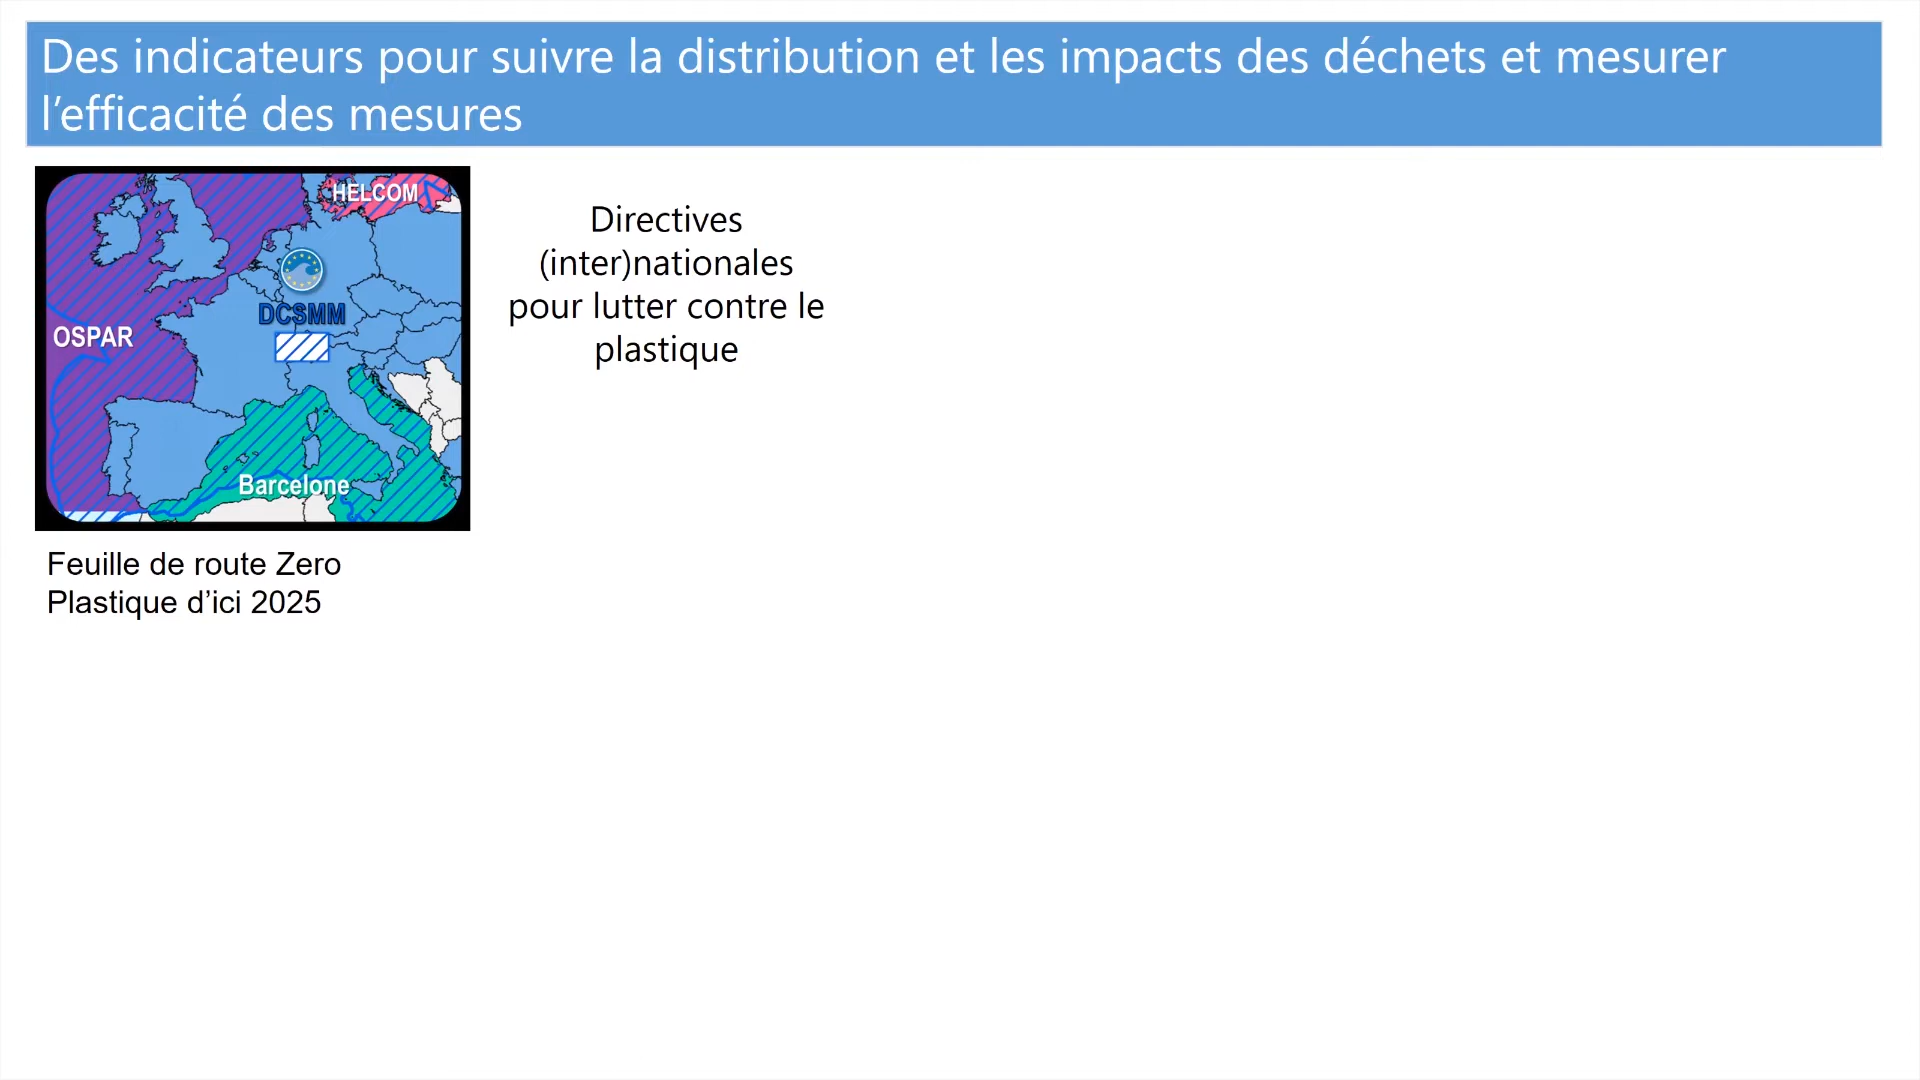 Des indicateurs pour suivre la distribution et les impacts des déchets et mesurer
l’efficacité des mesures
HELCOM
DCSMM
OSPAR
Barcelone
Directives
(inter)nationales
pour lutter contre le
plastique
Feuille de route Zero
Plastique d’ici 2025